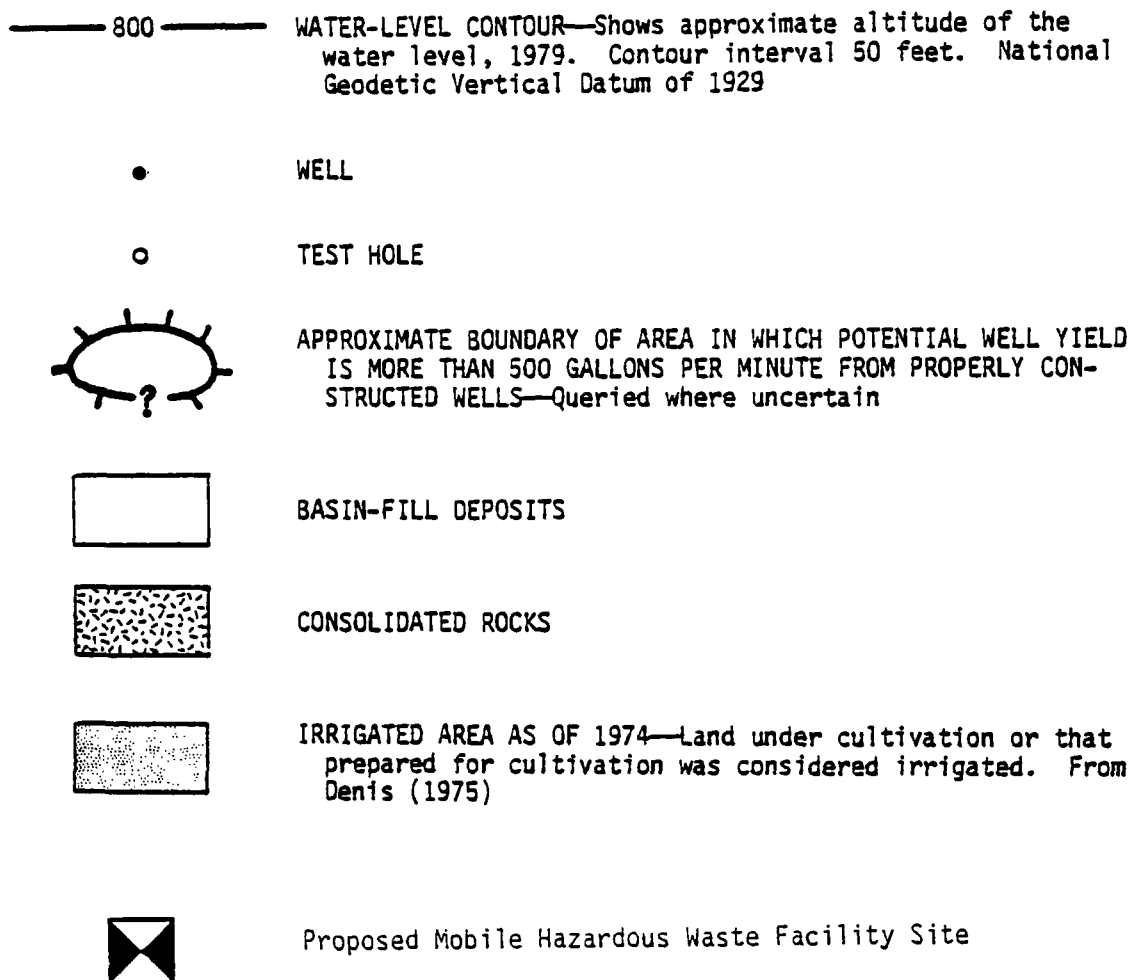 800 WATER-LEVEL CONTOUR—Shows approximate altitude of the
water level, 1979. Contour interval 50 feet. National
Geodetic Vertical Datum of 1929
WELL
TEST HOLE
APPROXIMATE BOUNDARY OF AREA IN WHICH POTENTIAL WELL YIELD
IS MORE THAN 500 GALLONS PER MINUTE FROM PROPERLY CON-
STRUCTED WELLS—Queried where uncertain
?
BASIN-FILL DEPOSITS
CONSOLIDATED ROCKS
IRRIGATED AREA AS OF 1974—Land under cultivation or that
prepared for cultivation was considered irrigated. From
Denis (1975)
Proposed Mobile Hazardous Waste Facility Site